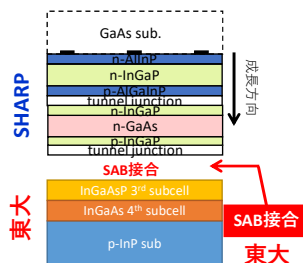 GaAs sub.
n-AlInP
n-InGaP
p-AlGaInP
tunnel junction
n-InGaP
n-GaAs
p-InGaP
tunnel junction
SAB接合
InGaAsP 3rd subcell
InGaAs 4th subcell
p-InP sub
SHARP
東大
成長方向
SAB接合
東大